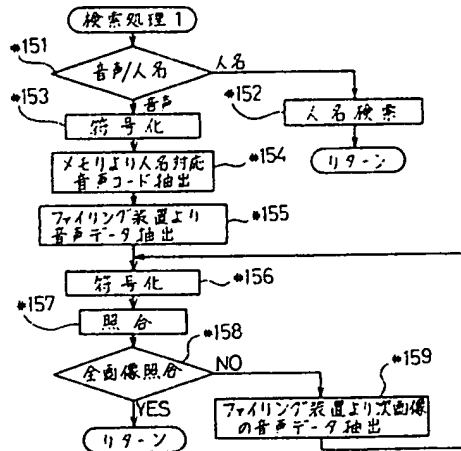 検索処理1
*151
音声/人名
人名
*153
音声
*152
符号化
人名検索
メモリより人名対応
音声コード抽出
*154
リターン
ファイリング装置より
音声データ抽出
*155
符号化
*156
*157
照合
*158
全画像照合
NO
*159
YES
ファイリング装置より次画像
の音声データ抽出
リターン